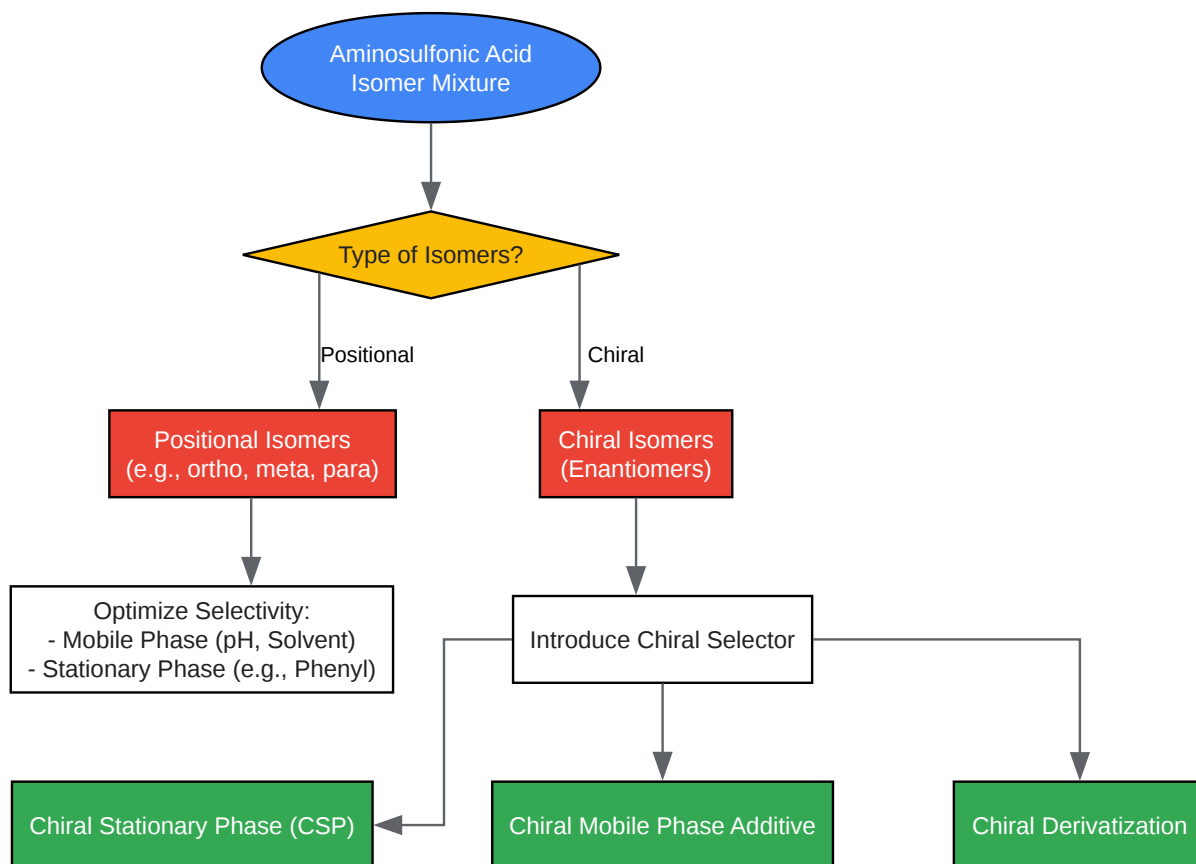 Aminosulfonic Acid
Isomer Mixture
Type of Isomers?
Positional
Chiral
Positional Isomers
(e.g., ortho, meta, para)
Chiral Isomers
(Enantiomers)
Optimize Selectivity:
- Mobile Phase (pH, Solvent)
- Stationary Phase (e.g., Phenyl)
Introduce Chiral Selector
Chiral Stationary Phase (CSP)
Chiral Mobile Phase Additive
Chiral Derivatization